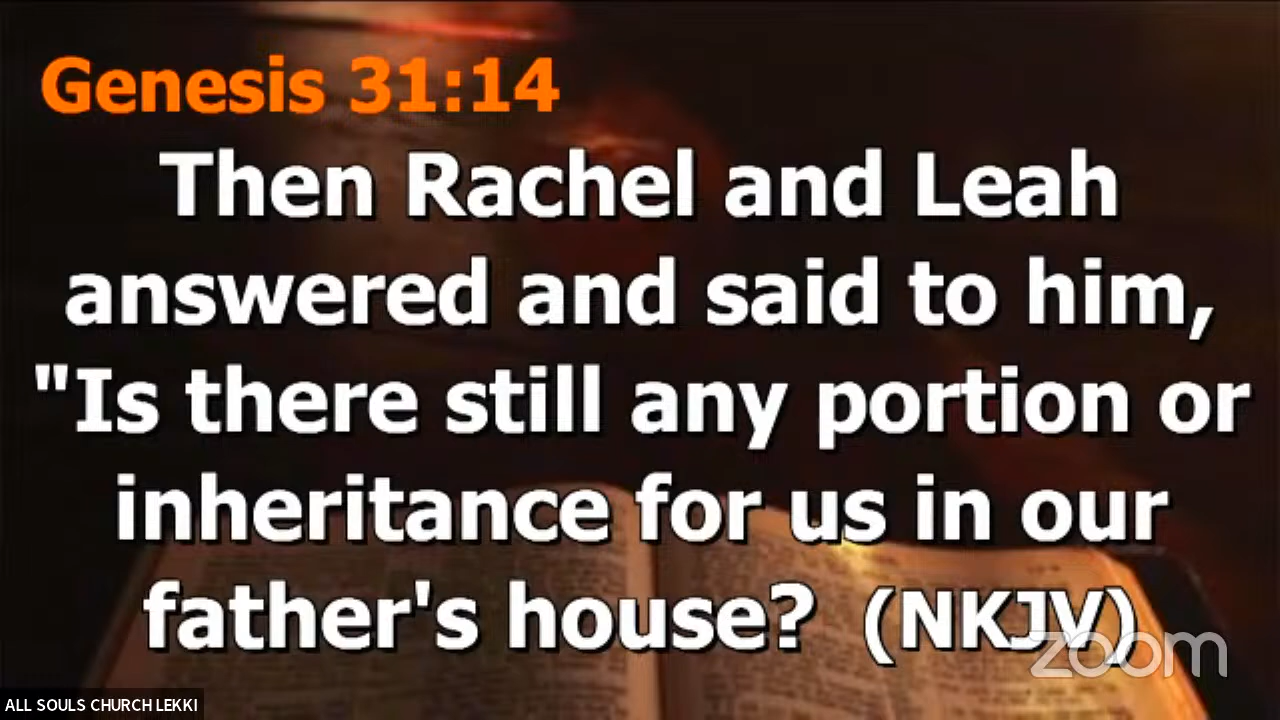 Genesis 31:14
Then Rachel and Leah
answered and said to him,
"Is there still any portion or
inheritance for us in our
father's house? (NKJV)
zoom
ALL SOULS CHURCH LEKKI